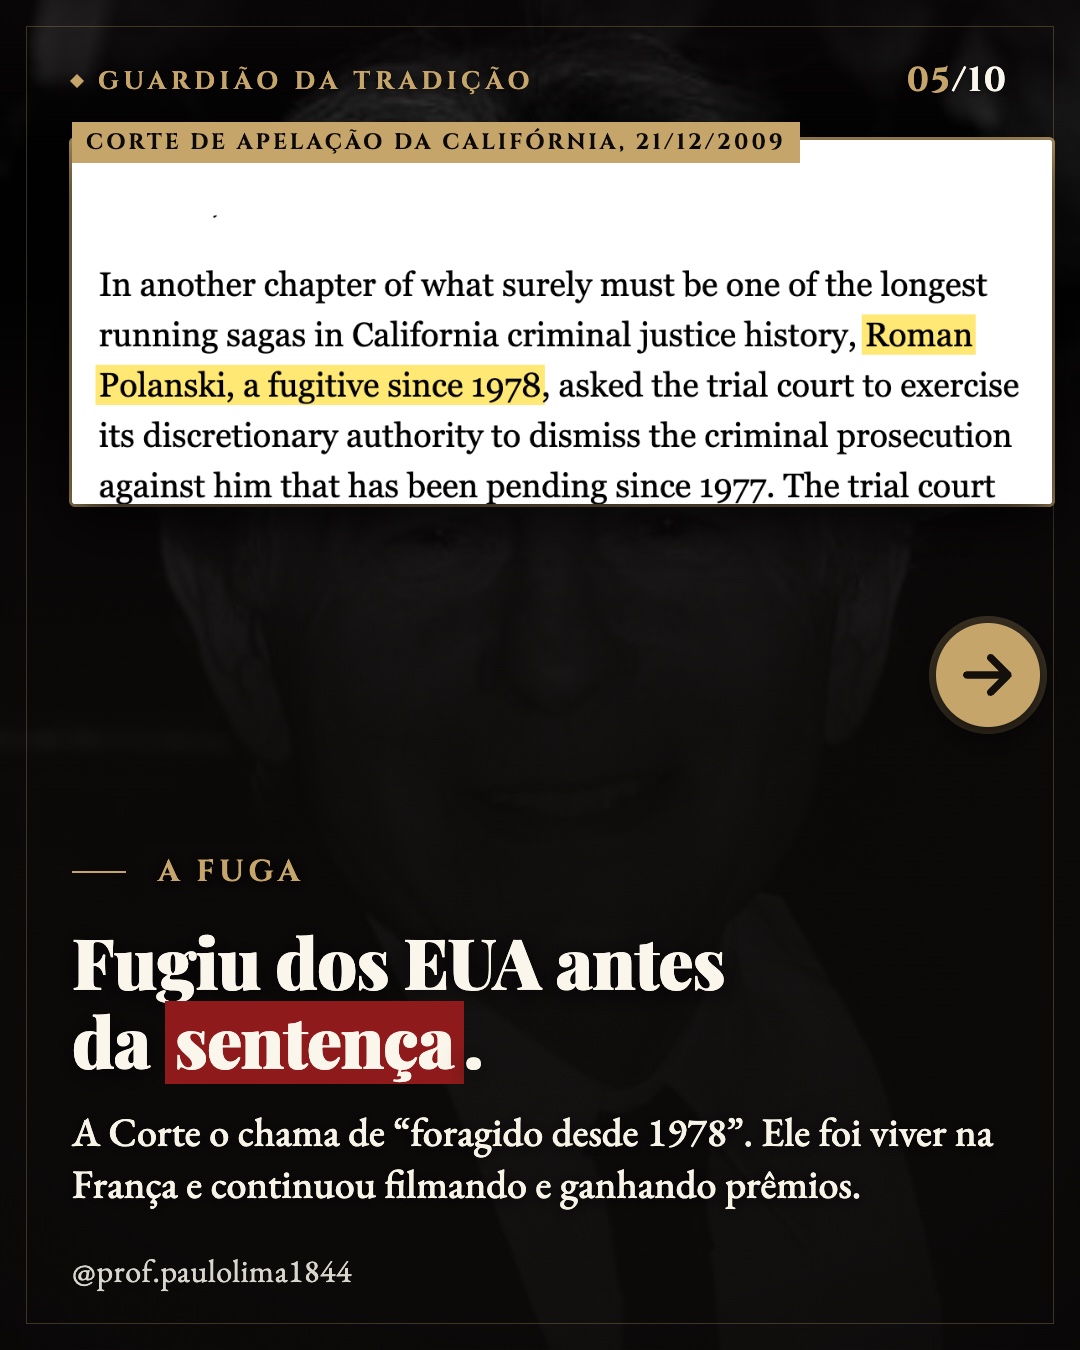 GUARDIÃO DA TRADIÇÃO
05/10
CORTE DE APELAÇÃO DA CALIFÓRNIA, 21/12/2009
In another chapter of what surely must be one of the longest
running sagas in California criminal justice history, Roman
Polanski, a fugitive since 1978, asked the trial court to exercise
its discretionary authority to dismiss the criminal prosecution
against him that has been pending since 1977. The trial court
A FUGA
Fugiu dos EUA antes
da sentença.
A Corte o chama de “foragido desde 1978”. Ele foi viver na
França e continuou filmando e ganhando prêmios.
@prof.paulolima1844